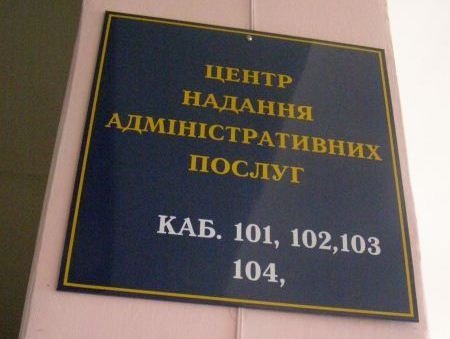 ЦЕНТР
НАДАННЯ
АДМІНІСТРАТИВНИХ
ПОСЛУГ
КАБ. 101, 102,103
104,